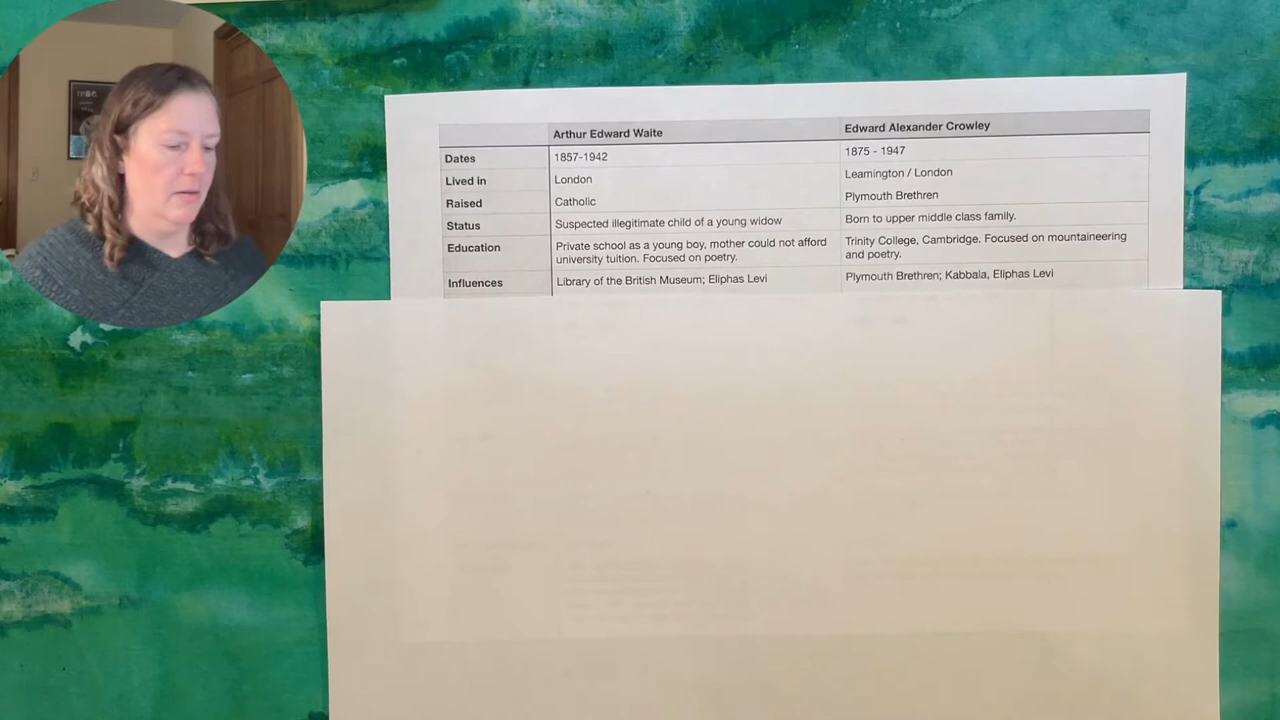 Arthur Edward Waite Edward Alexander Crowley
Dates 1857-1942 1875 - 1947
Lived in London Leamington / London
Raised Catholic Plymouth Brethren
Status Suspected illegitimate child of a young widow Born to upper middle class family.
Education Private school as a young boy, mother could not afford university tuition. Focused on poetry. Trinity College, Cambridge. Focused on mountaineering and poetry.
Influences Library of the British Museum; Eliphas Levi Plymouth Brethren; Kabbala, Eliphas Levi